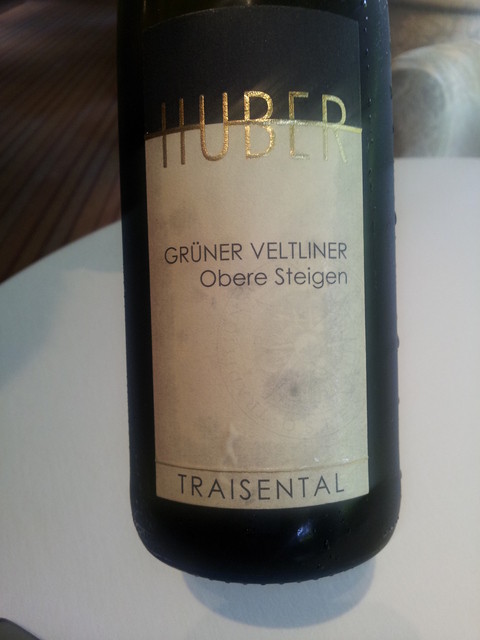 HUBER
GRÜNER VELTLINER
Obere Steigen
TRAISENTAL